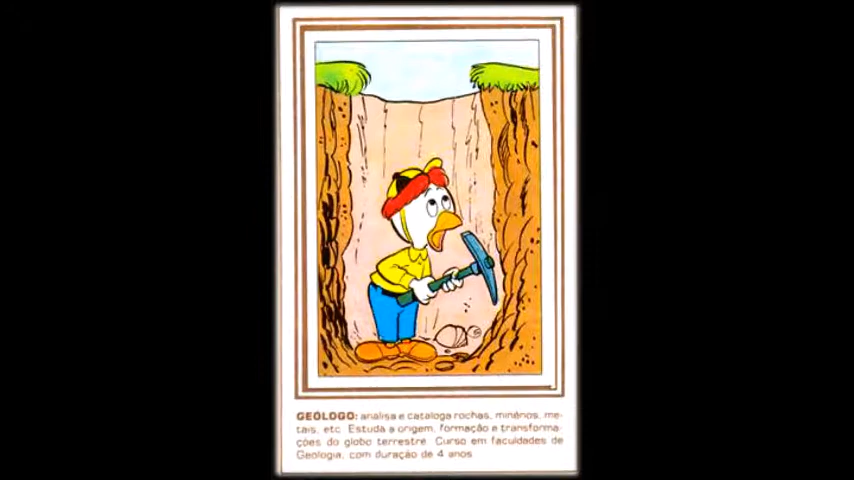 GEÓLOGO: analisa e cataloga rochas, minérios, me-
tais, etc. Estuda a origem, formação e transforma-
ções do globo terrestre. Curso em faculdades de
Geologia, com duração de 4 anos